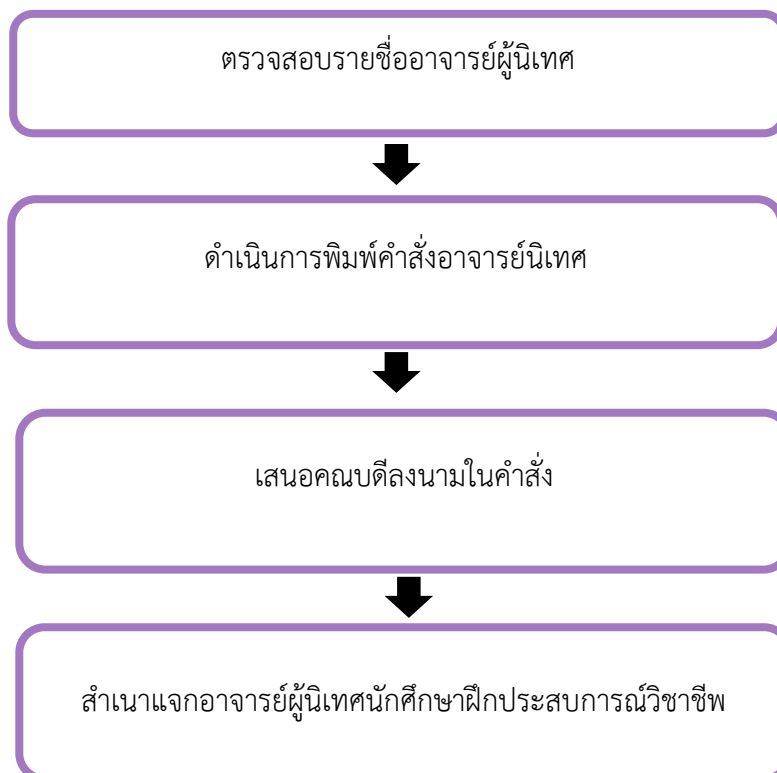 ตรวจสอบรายชื่ออาจารย์ผู้นิเทศ
ดำเนินการพิมพ์คำสั่งอาจารย์นิเทศ
เสนอคณบดีลงนามในคำสั่ง
สำเนาแจกอาจารย์ผู้นิเทศนักศึกษาฝึกประสบการณ์วิชาชีพ